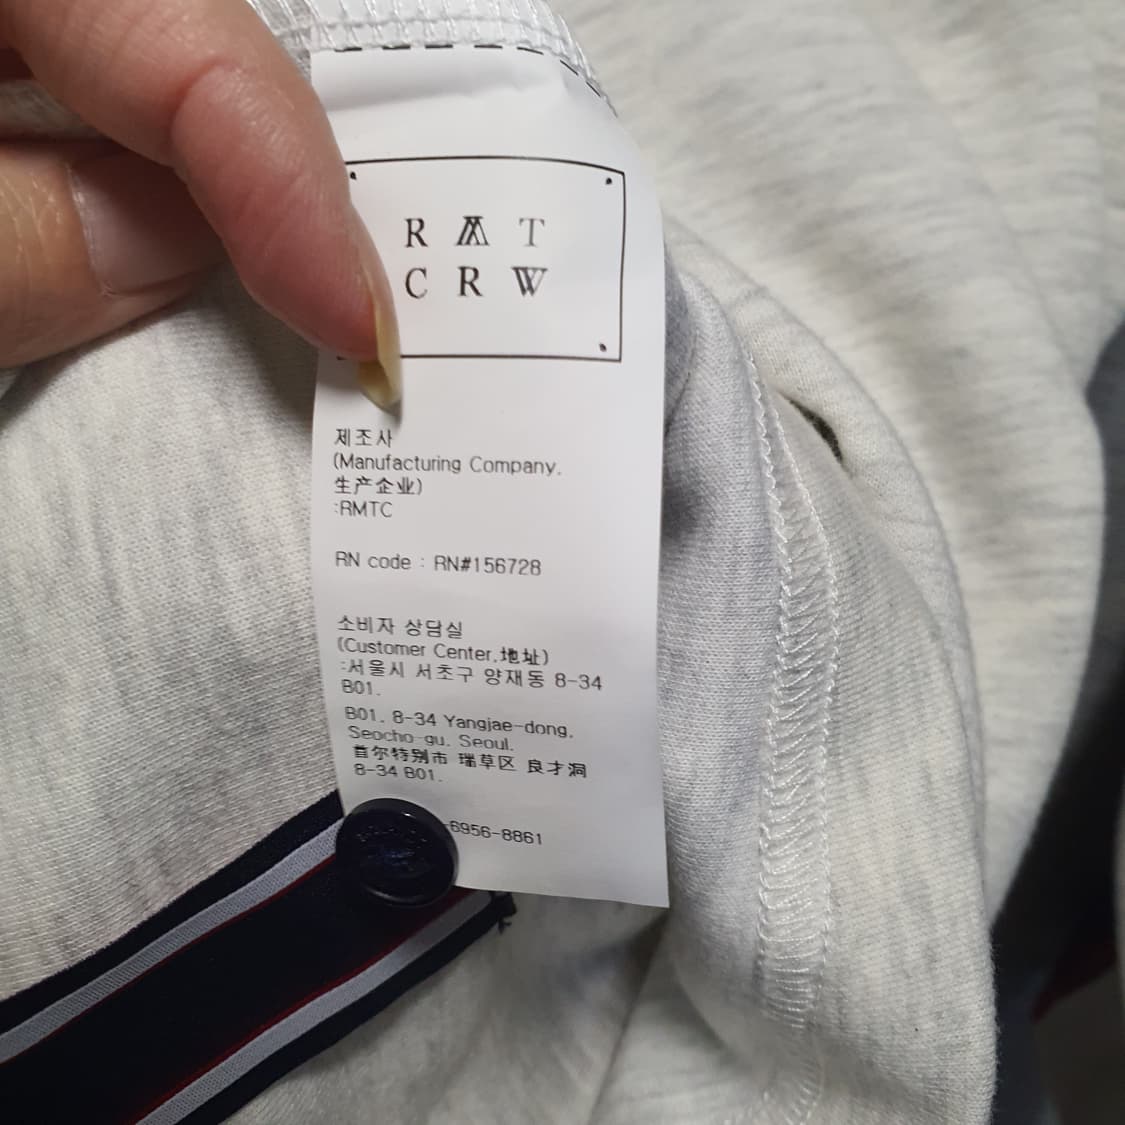 R M T
C R W
제조사
(Manufacturing Company,
生产企业)
:RMTC
RN code : RN#156728
소비자 상담실
(Customer Center,地址)
:서울시 서초구 양재동 8-34
B01.
B01. 8-34 Yangjae-dong,
Seocho-gu, Seoul.
首尔特别市 瑞草区 良才洞
8-34 B01.
-6956-8861